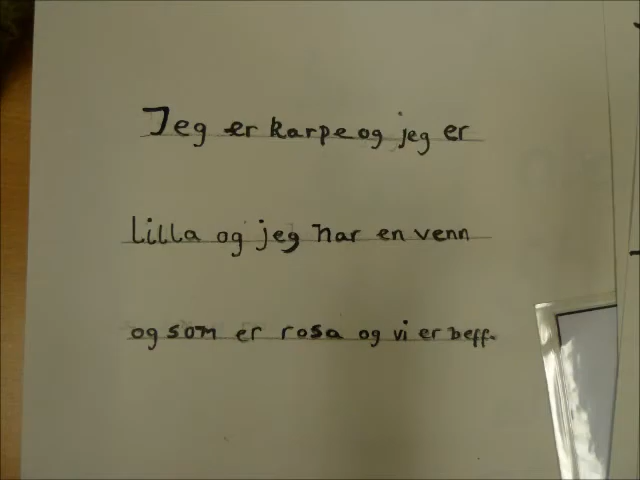 Jeg er karpe og jeg er
lilla og jeg har en venn
og som er rosa og vi er beff.